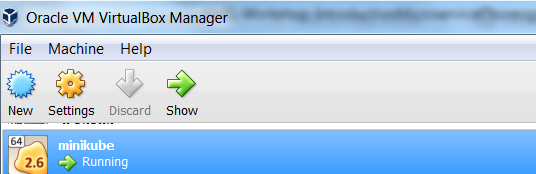 Oracle VM VirtualBox Manager
File Machine Help
New Settings Discard Show
64
2.6
minikube
Running